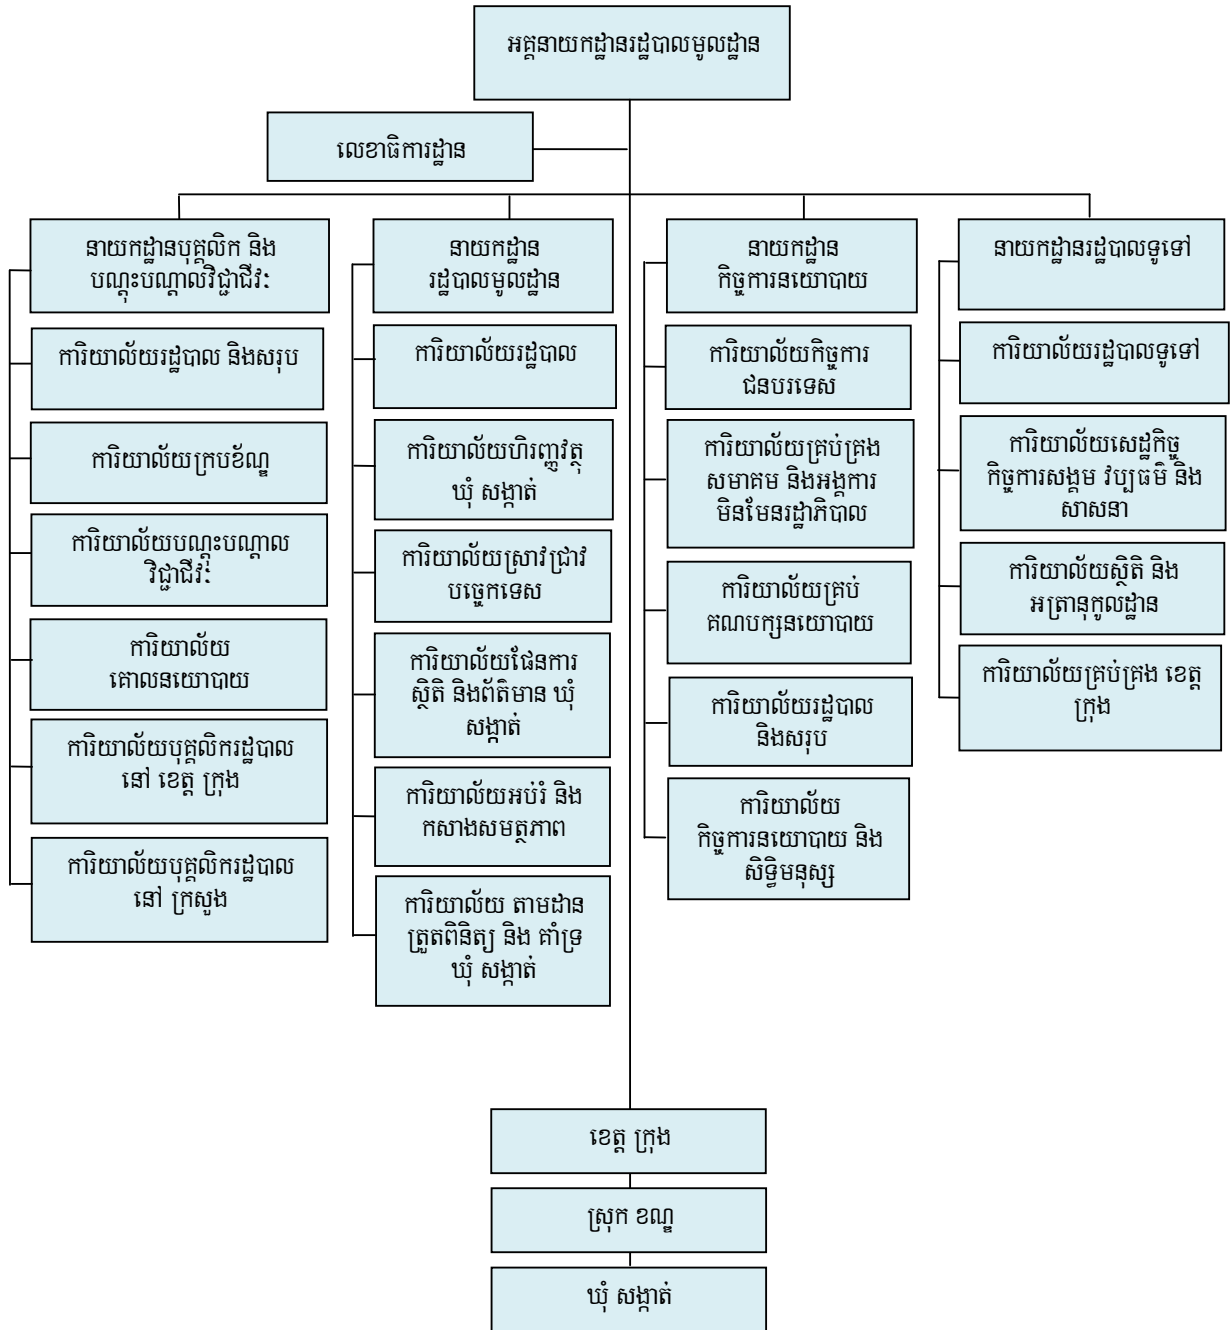 អគ្គនាយកដ្ឋានរដ្ឋបាលមូលដ្ឋាន
លេខាធិការដ្ឋាន
នាយកដ្ឋានបុគ្គលិក និង
បណ្តុះបណ្តាលវិជ្ជាជីវៈ
ការិយាល័យរដ្ឋបាល និងសរុប
ការិយាល័យក្របខ័ណ្ឌ
ការិយាល័យបណ្តុះបណ្តាល
វិជ្ជាជីវៈ
ការិយាល័យ
គោលនយោបាយ
ការិយាល័យបុគ្គលិករដ្ឋបាល
នៅ ខេត្ត ក្រុង
ការិយាល័យបុគ្គលិករដ្ឋបាល
នៅ ក្រសួង
នាយកដ្ឋាន
រដ្ឋបាលមូលដ្ឋាន
ការិយាល័យរដ្ឋបាល
ការិយាល័យហិរញ្ញវត្ថុ
ឃុំ សង្កាត់
ការិយាល័យស្រាវជ្រាវ
បច្ចេកទេស
ការិយាល័យផែនការ
ស្ថិតិ និងព័ត៌មាន ឃុំ
សង្កាត់
ការិយាល័យអប់រំ និង
កសាងសមត្ថភាព
ការិយាល័យ តាមដាន
ត្រួតពិនិត្យ និង គាំទ្រ
ឃុំ សង្កាត់
នាយកដ្ឋាន
កិច្ចការនយោបាយ
ការិយាល័យកិច្ចការ
ជនបរទេស
ការិយាល័យគ្រប់គ្រង
សមាគម និងអង្គការ
មិនមែនរដ្ឋាភិបាល
ការិយាល័យគ្រប់
គណបក្សនយោបាយ
ការិយាល័យរដ្ឋបាល
និងសរុប
ការិយាល័យ
កិច្ចការនយោបាយ និង
សិទ្ធិមនុស្ស
នាយកដ្ឋានរដ្ឋបាលទូទៅ
ការិយាល័យរដ្ឋបាលទូទៅ
ការិយាល័យសេដ្ឋកិច្ច
កិច្ចការសង្គម វប្បធម៌ និង
សាសនា
ការិយាល័យស្ថិតិ និង
អត្រានុកូលដ្ឋាន
ការិយាល័យគ្រប់គ្រង ខេត្ត
ក្រុង
ខេត្ត ក្រុង
ស្រុក ខណ្ឌ
ឃុំ សង្កាត់